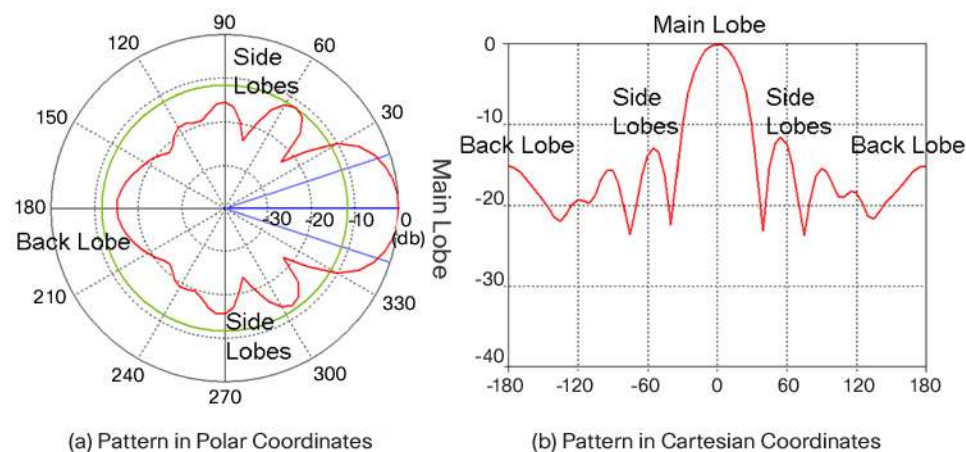 90
120
60
Side
Lobes
150
30
180
-30
-20
-10
0
(db)
Back Lobe
Main Lobe
210
330
Side
Lobes
240
300
270
(a) Pattern in Polar Coordinates
Main Lobe
0
Side
Lobes
Side
Lobes
-10
Back Lobe
Back Lobe
-20
-30
-40
-180
-120
-60
0
60
120
180
(b) Pattern in Cartesian Coordinates